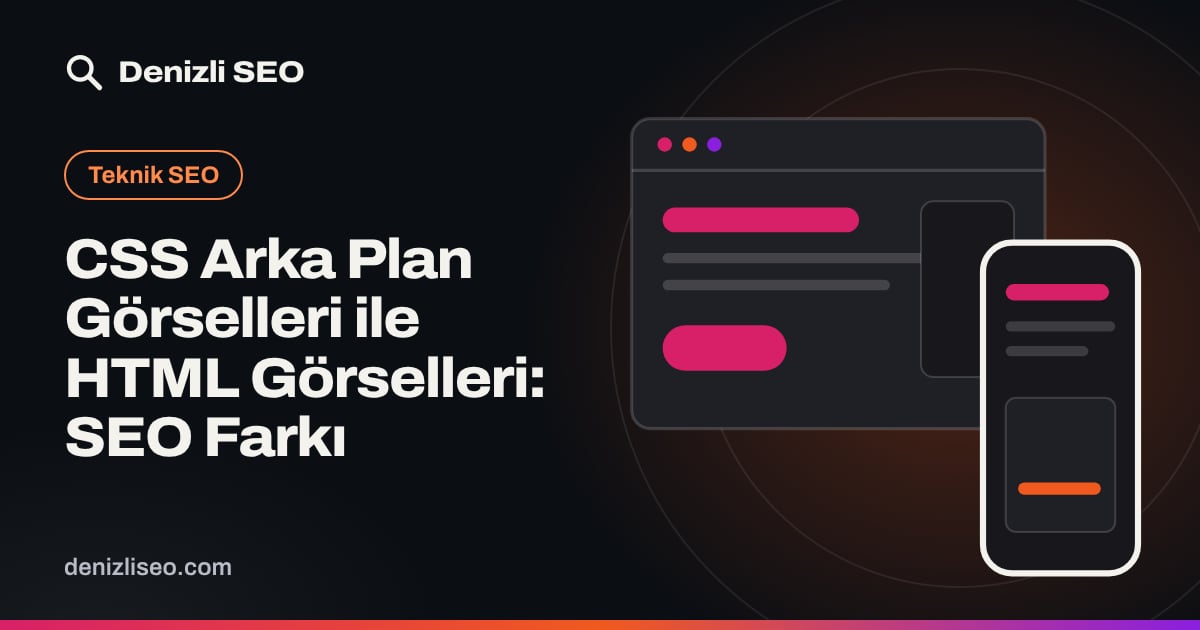 Denizli SEO
Teknik SEO
CSS Arka Plan
Görselleri ile
HTML Görselleri:
SEO Farkı
denizliseo.com